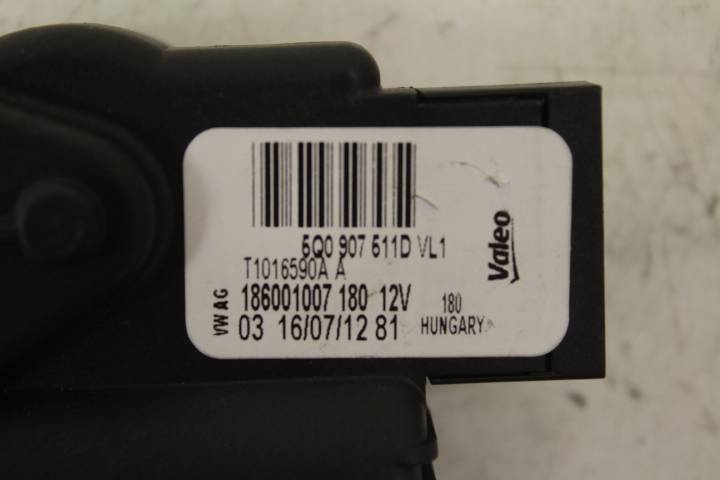 5Q0 907 511D VL1
T1016590A A
186001007 180 12V
03 16/07/12 81
VW AG
180
HUNGARY
Valeo